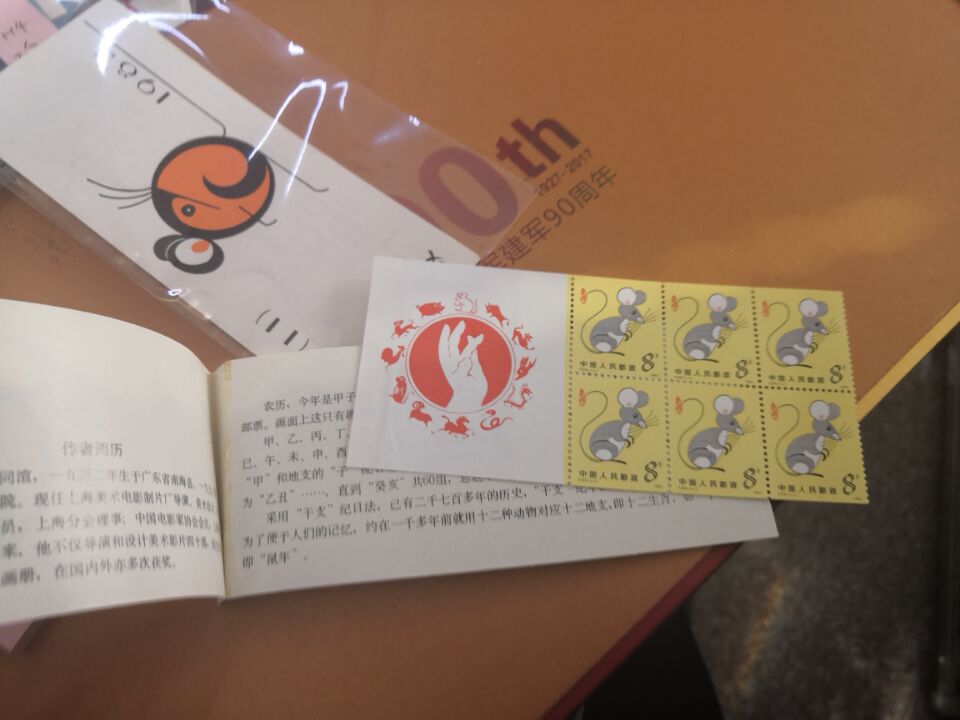 1984
(11)
90th
1927-2017
建军90周年
作者简历
同渲，一九三二年生于广东省南海县
院。现任上海美术电影制片厂导演、
员，上海分会理事；中国电影家协会会
来，他不仅导演和设计美术影片四十部，
画册，在国内外亦多次获奖。
农历，今年是甲子
邮票。画面上这只有趣
甲、乙、丙、丁、
巳、午、未、申、酉
"甲"和地支的"子"
为"乙丑"……，直到"癸亥"共60组，
采用"干支"纪日法，已有二千七百多年的历史，"干支"纪年
为了便于人们的记忆，约在一千多年前就用十二种动物对应十二地支，即十二生肖，
即"鼠年"。
8分
中国人民邮政
8分
中国人民邮政
8分
中国人民邮政
8分
中国人民邮政
8分
中国人民邮政
8分
中国人民邮政